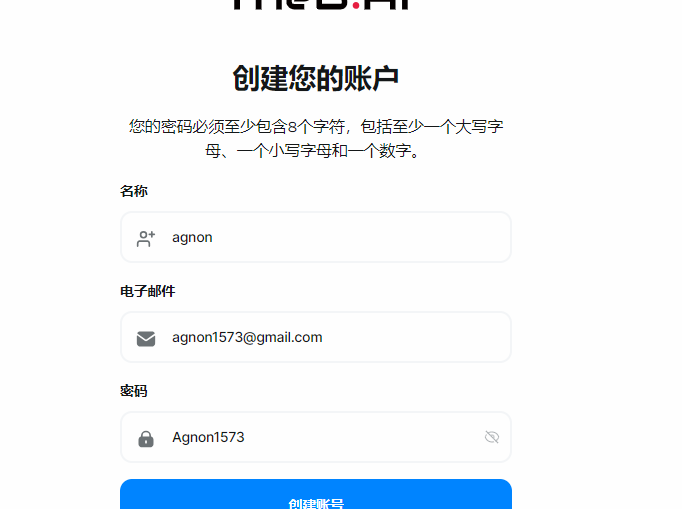 创建您的账户
您的密码必须至少包含8个字符，包括至少一个大写字
母、一个小写字母和一个数字。
名称
agnon
电子邮件
agnon1573@gmail.com
密码
Agnon1573
创建账号